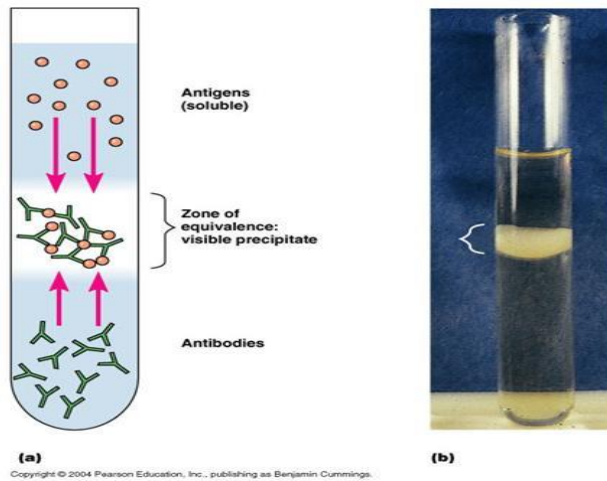 Antigens
(soluble)
Zone of
equivalence:
visible precipitate
Antibodies
(a)
(b)
Copyright © 2004 Pearson Education, Inc., publishing as Benjamin Cummings.